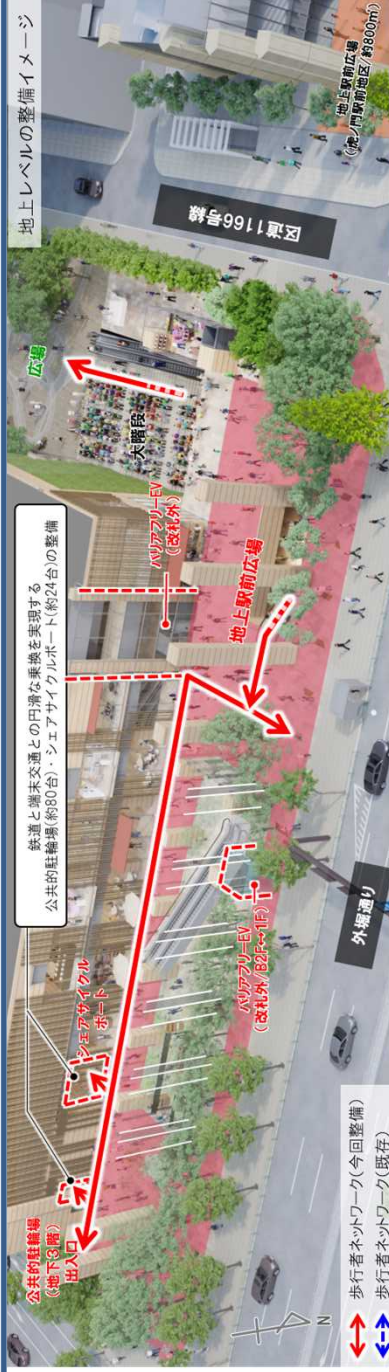 地上レベルの整備イメージ
鉄道と端末交通との円滑な乗換を実現する
公共的駐輪場(約80台)・シェアサイクルポート(約24台)の整備
公共的駐輪場
(地下3階)
出入口
シェアサイクル
ポート
バリアフリーEV
(改札外)
バリアフリーEV
(改札外/B2F↔1F)
地上駅前広場
大階段
広場
区道1166号線
地上駅前広場
(虎ノ門駅前地区/約800㎡)
外堀通り
N
歩行者ネットワーク(今回整備)
歩行者ネットワーク(既存)